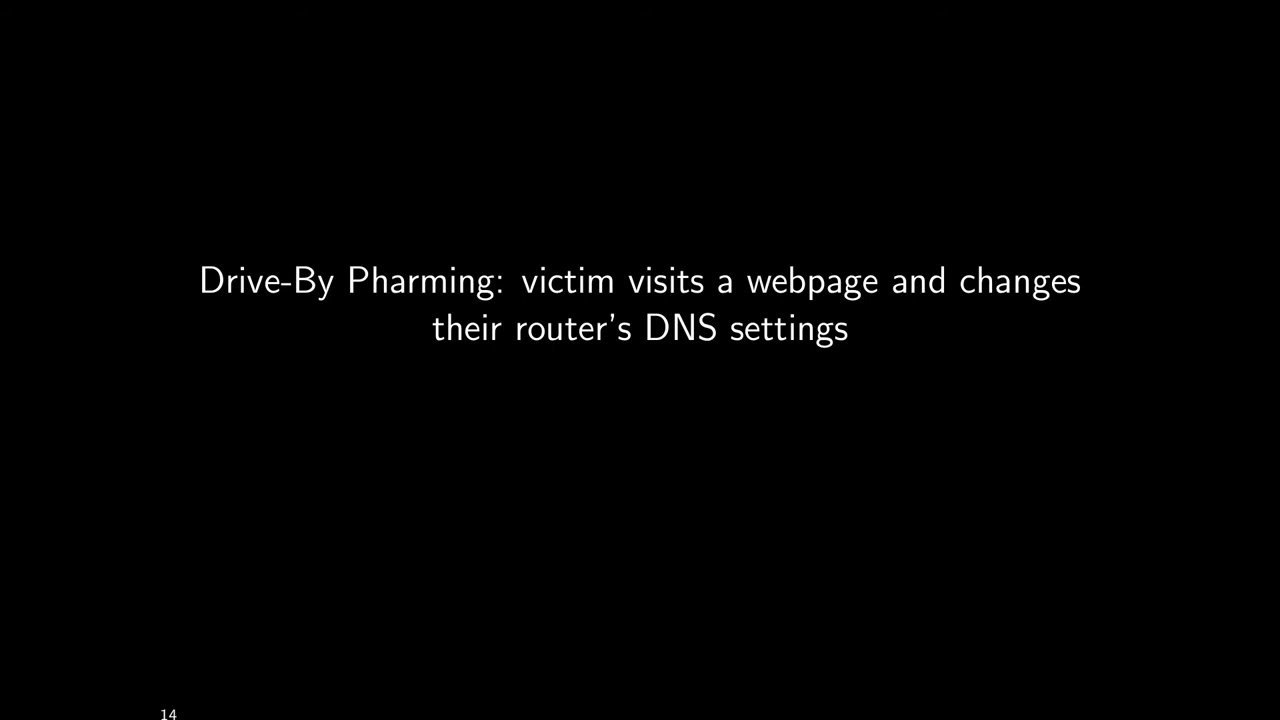 Drive-By Pharming: victim visits a webpage and changes
their router's DNS settings
14